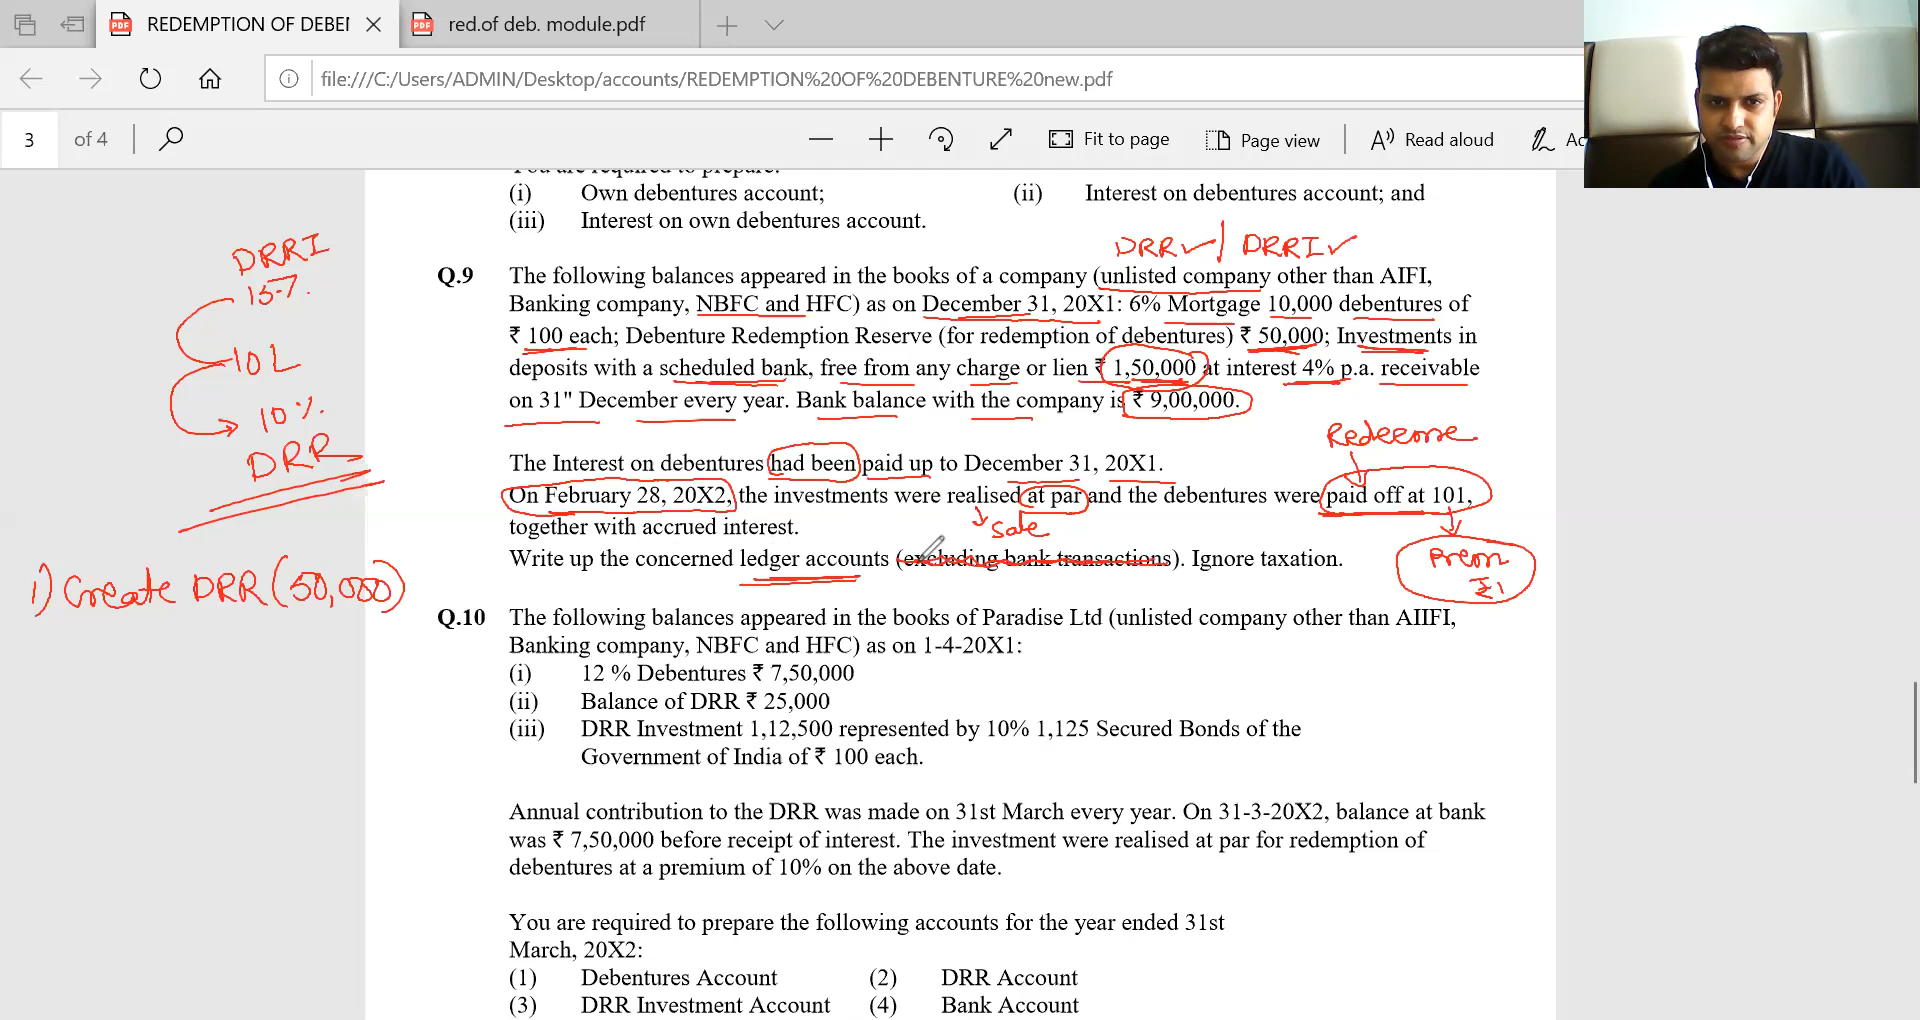 REDEMPTION OF DEBEN
red.of deb. module.pdf
file:///C:/Users/ADMIN/Desktop/accounts/REDEMPTION%20OF%20DEBENTURE%20new.pdf
3 of 4
Fit to page
Page view
Read aloud
You are required to prepare:
(i) Own debentures account; (ii) Interest on debentures account; and
(iii) Interest on own debentures account.
DRR ✓ | DRRI ✓
DRRI
15%
10 L
10%
DRR
Q.9 The following balances appeared in the books of a company (unlisted company other than AIFI,
Banking company, NBFC and HFC) as on December 31, 20X1: 6% Mortgage 10,000 debentures of
₹ 100 each; Debenture Redemption Reserve (for redemption of debentures) ₹ 50,000; Investments in
deposits with a scheduled bank, free from any charge or lien ₹ 1,50,000 at interest 4% p.a. receivable
on 31" December every year. Bank balance with the company is ₹ 9,00,000.
Redeeme
The Interest on debentures had been paid up to December 31, 20X1.
On February 28, 20X2, the investments were realised at par and the debentures were paid off at 101,
together with accrued interest.
Sale
Write up the concerned ledger accounts (excluding bank transactions). Ignore taxation.
Prem
₹1
1) Create DRR (50,000)
Q.10 The following balances appeared in the books of Paradise Ltd (unlisted company other than AIIFI,
Banking company, NBFC and HFC) as on 1-4-20X1:
(i) 12 % Debentures ₹ 7,50,000
(ii) Balance of DRR ₹ 25,000
(iii) DRR Investment 1,12,500 represented by 10% 1,125 Secured Bonds of the
Government of India of ₹ 100 each.
Annual contribution to the DRR was made on 31st March every year. On 31-3-20X2, balance at bank
was ₹ 7,50,000 before receipt of interest. The investment were realised at par for redemption of
debentures at a premium of 10% on the above date.
You are required to prepare the following accounts for the year ended 31st
March, 20X2:
(1) Debentures Account (2) DRR Account
(3) DRR Investment Account (4) Bank Account